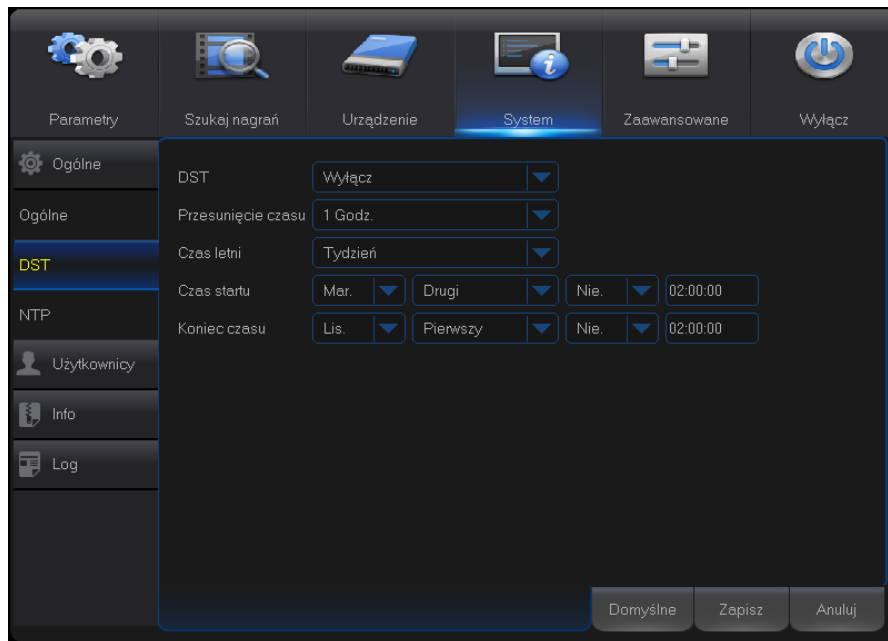 Parametry Szukaj nagrań Urządzenie System Zaawansowane Wyłącz
Ogólne
Ogólne
DST
NTP
Użytkownicy
Info
Log
DST Wyłącz
Przesunięcie czasu 1 Godz.
Czas letni Tydzień
Czas startu Mar. Drugi Nie. 02:00:00
Koniec czasu Lis. Pierwszy Nie. 02:00:00
Domyślne Zapisz Anuluj